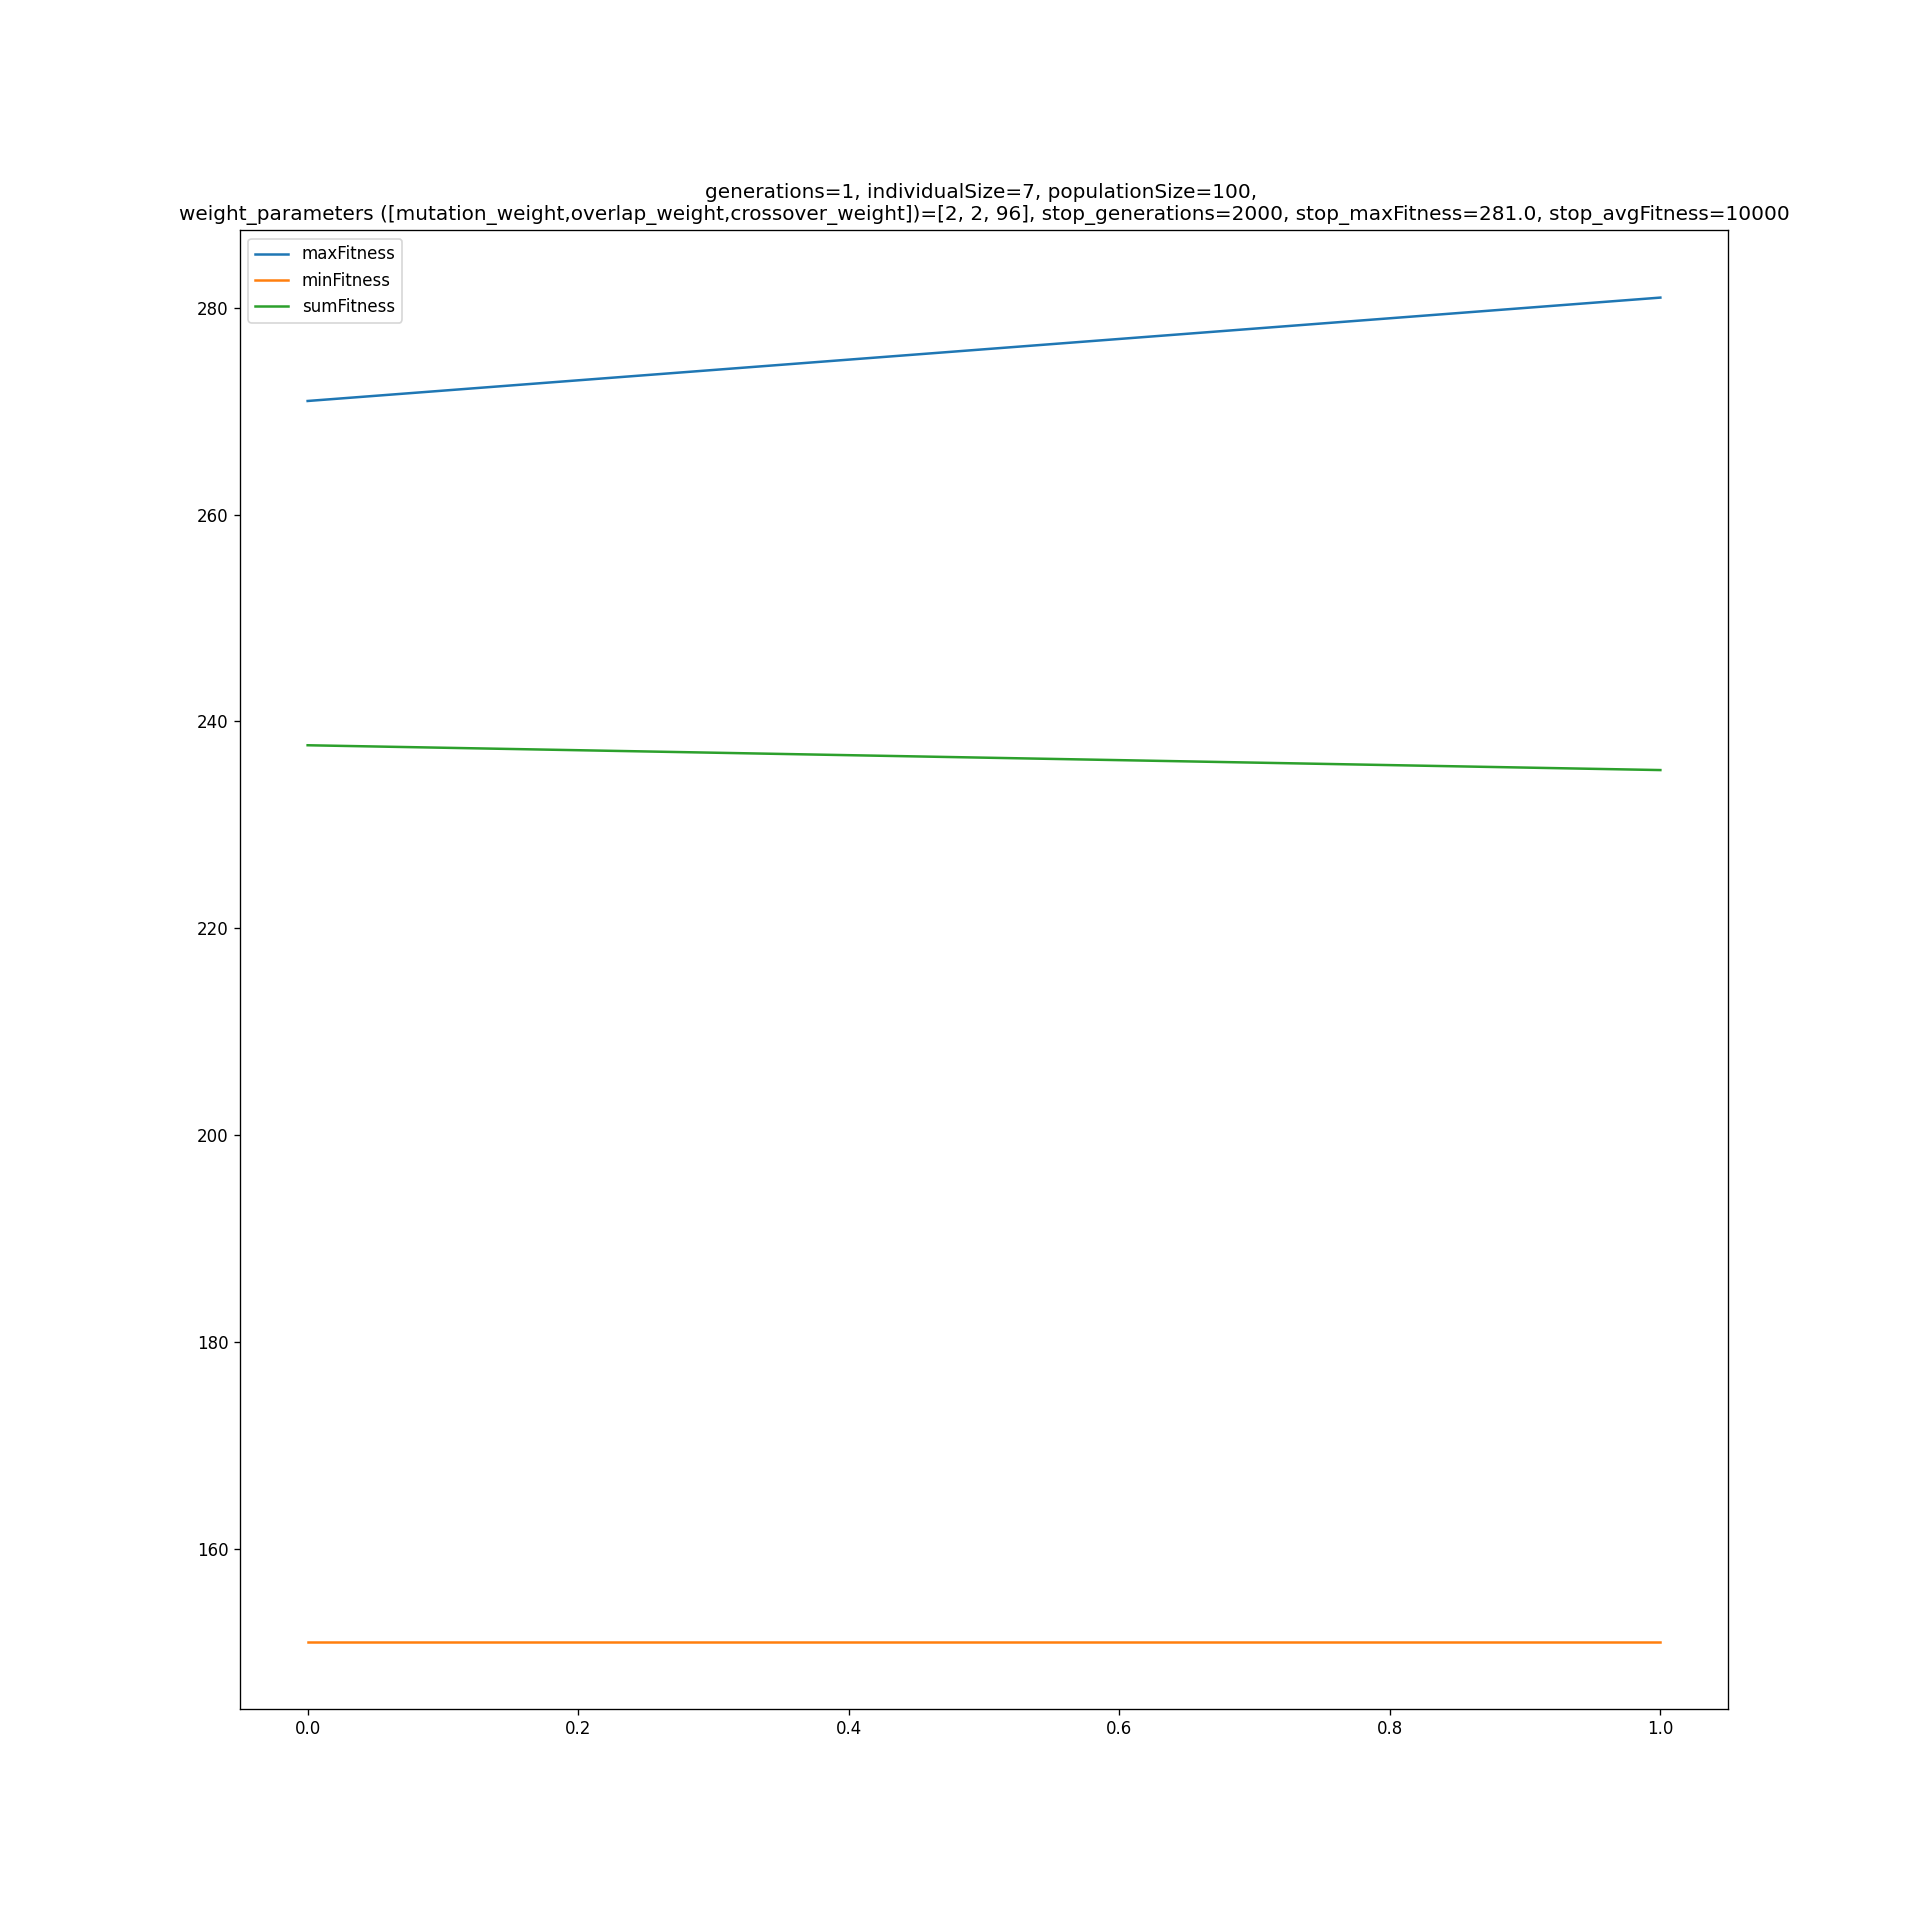 generations=1, individualSize=7, populationSize=100,
weight_parameters ([mutation_weight,overlap_weight,crossover_weight])=[2, 2, 96], stop_generations=2000, stop_maxFitness=281.0, stop_avgFitness=10000
maxFitness
minFitness
sumFitness
280
260
240
220
200
180
160
0.0 0.2 0.4 0.6 0.8 1.0